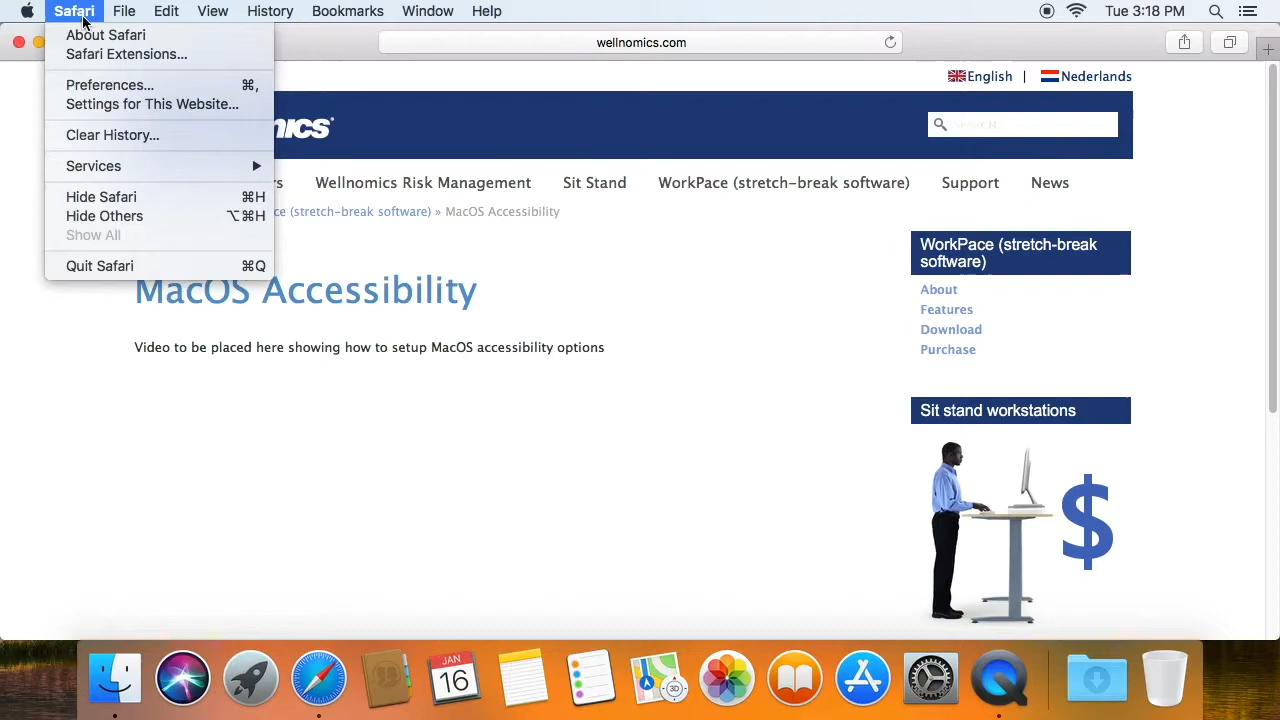 Safari File Edit View History Bookmarks Window Help Tue 3:18 PM
About Safari
Safari Extensions...
Preferences... ⌘,
Settings for This Website...
Clear History...
Services
Hide Safari ⌘H
Hide Others ⌥⌘H
Show All
Quit Safari ⌘Q
wellnomics.com
English | Nederlands
Wellnomics Risk Management Sit Stand WorkPace (stretch-break software) Support News
(stretch-break software) » MacOS Accessibility
MacOS Accessibility
Video to be placed here showing how to setup MacOS accessibility options
WorkPace (stretch-break
software)
About
Features
Download
Purchase
Sit stand workstations
$
JAN
16
3D